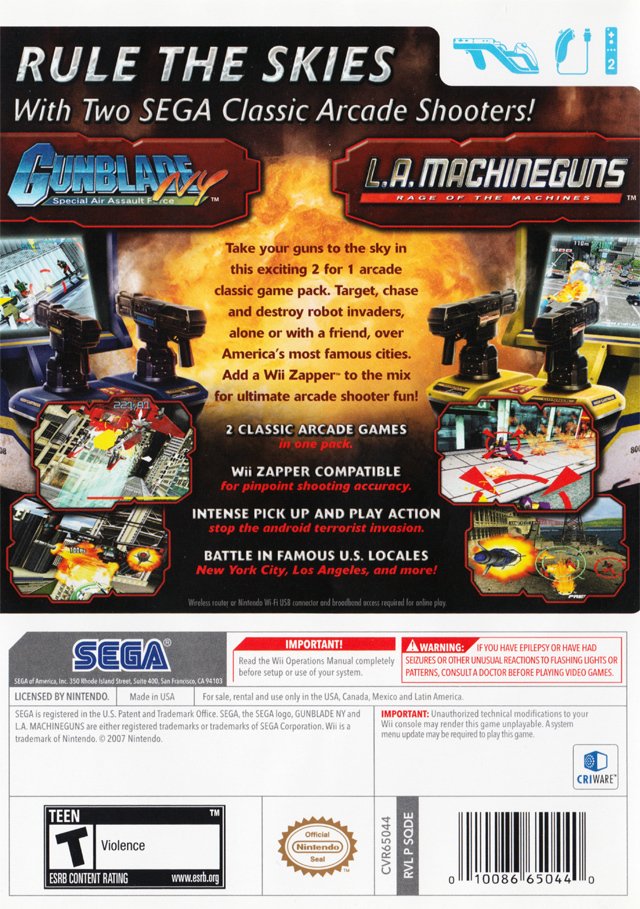 RULE THE SKIES
With Two SEGA Classic Arcade Shooters!
2
GUNBLADE NY™
Special Air Assault Force
L.A. MACHINEGUNS™
RAGE OF THE MACHINES
Take your guns to the sky in
this exciting 2 for 1 arcade
classic game pack. Target, chase
and destroy robot invaders,
alone or with a friend, over
America's most famous cities.
Add a Wii Zapper™ to the mix
for ultimate arcade shooter fun!
2 CLASSIC ARCADE GAMES
in one pack.
Wii ZAPPER COMPATIBLE
for pinpoint shooting accuracy.
INTENSE PICK UP AND PLAY ACTION
stop the android terrorist invasion.
BATTLE IN FAMOUS U.S. LOCALES
New York City, Los Angeles, and more!
Wireless router or Nintendo Wi-Fi USB connector and broadband access required for online play.
SEGA®
SEGA of America, Inc. 350 Rhode Island Street, Suite 400, San Francisco, CA 94103
IMPORTANT!
Read the Wii Operations Manual completely
before setup or use of your system.
WARNING: IF YOU HAVE EPILEPSY OR HAVE HAD
SEIZURES OR OTHER UNUSUAL REACTIONS TO FLASHING LIGHTS OR
PATTERNS, CONSULT A DOCTOR BEFORE PLAYING VIDEO GAMES.
LICENSED BY NINTENDO.
Made in USA
For sale, rental and use only in the USA, Canada, Mexico and Latin America.
SEGA is registered in the U.S. Patent and Trademark Office. SEGA, the SEGA logo, GUNBLADE NY and
L.A. MACHINEGUNS are either registered trademarks or trademarks of SEGA Corporation. Wii is a
trademark of Nintendo. © 2007 Nintendo.
IMPORTANT: Unauthorized technical modifications to your
Wii console may render this game unplayable. A system
menu update may be required to play this game.
CRIWARE™
TEEN ™
T
Violence
ESRB CONTENT RATING www.esrb.org
Official
Nintendo
Seal
™
CVR65044
RVL P SQDE
0 10086 65044 0